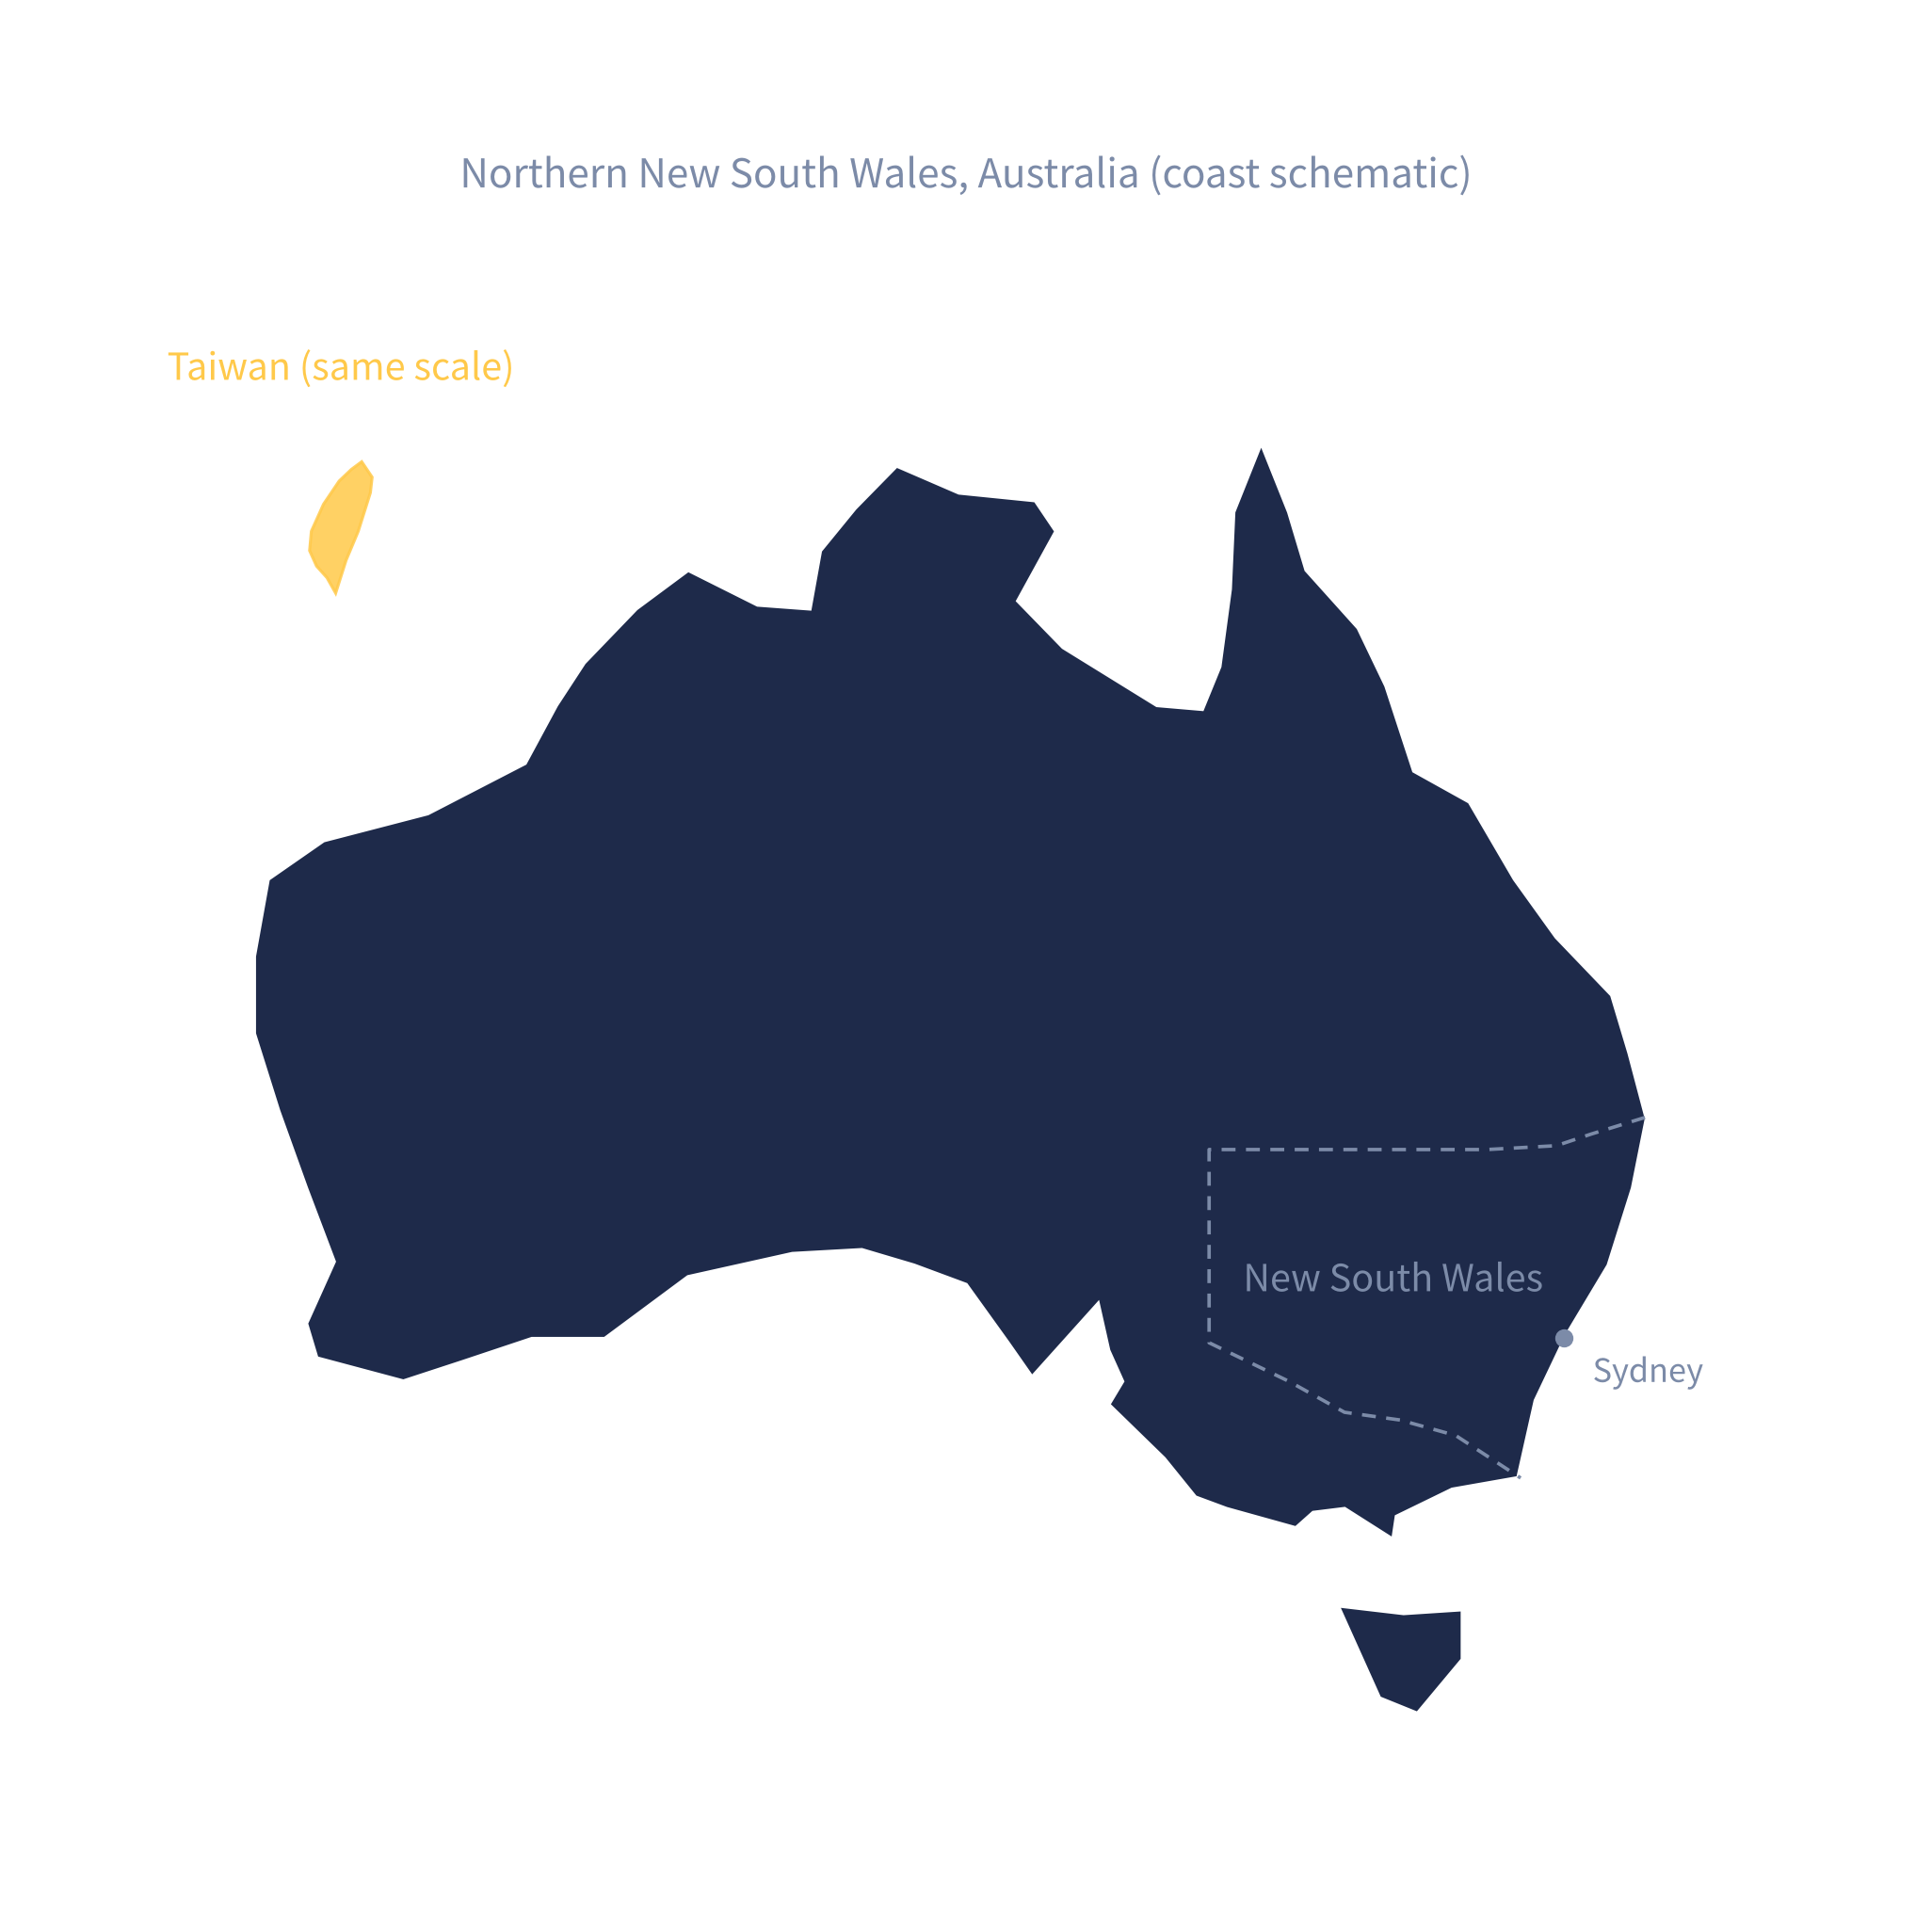 Northern New South Wales, Australia (coast schematic)
Taiwan (same scale)
New South Wales
Sydney